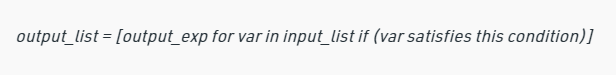 output_list = [output_exp for var in input_list if (var satisfies this condition)]